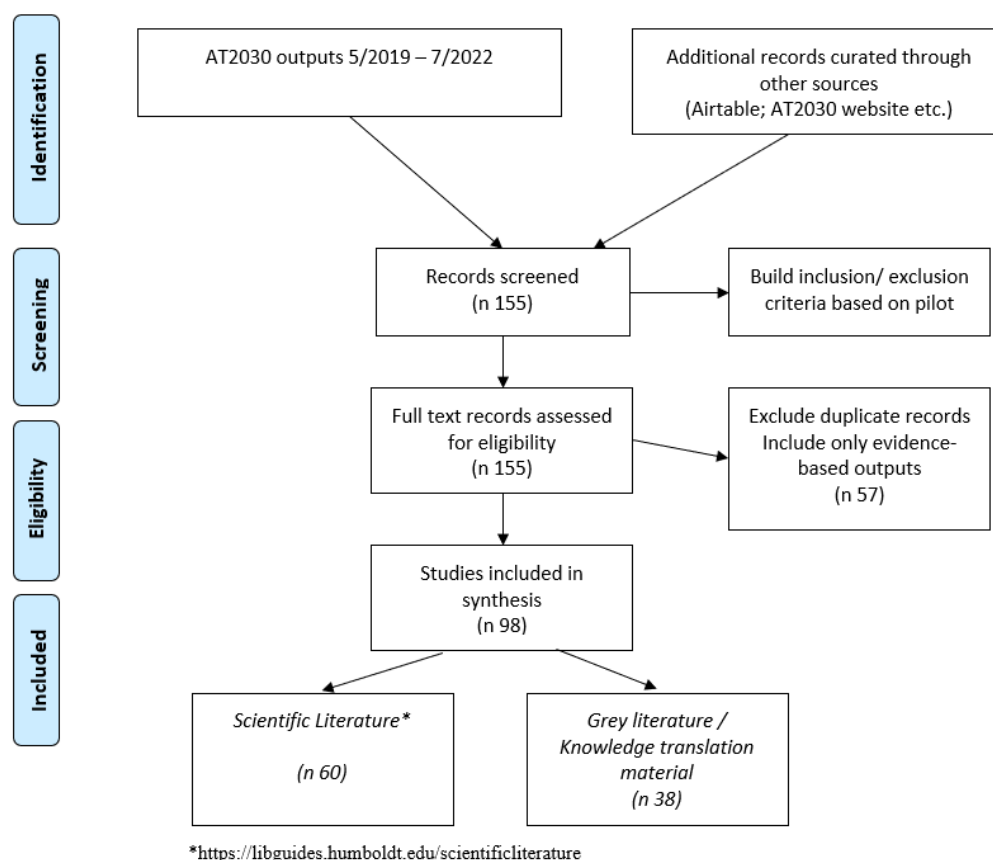 Identification
AT2030 outputs 5/2019 – 7/2022
Additional records curated through
other sources
(Airtable; AT2030 website etc.)
Screening
Records screened
(n 155)
Build inclusion/ exclusion
criteria based on pilot
Eligibility
Full text records assessed
for eligibility
(n 155)
Exclude duplicate records
Include only evidence-
based outputs
(n 57)
Included
Studies included in
synthesis
(n 98)
Scientific Literature*
(n 60)
Grey literature /
Knowledge translation
material
(n 38)
*https://libguides.humboldt.edu/scientificliterature